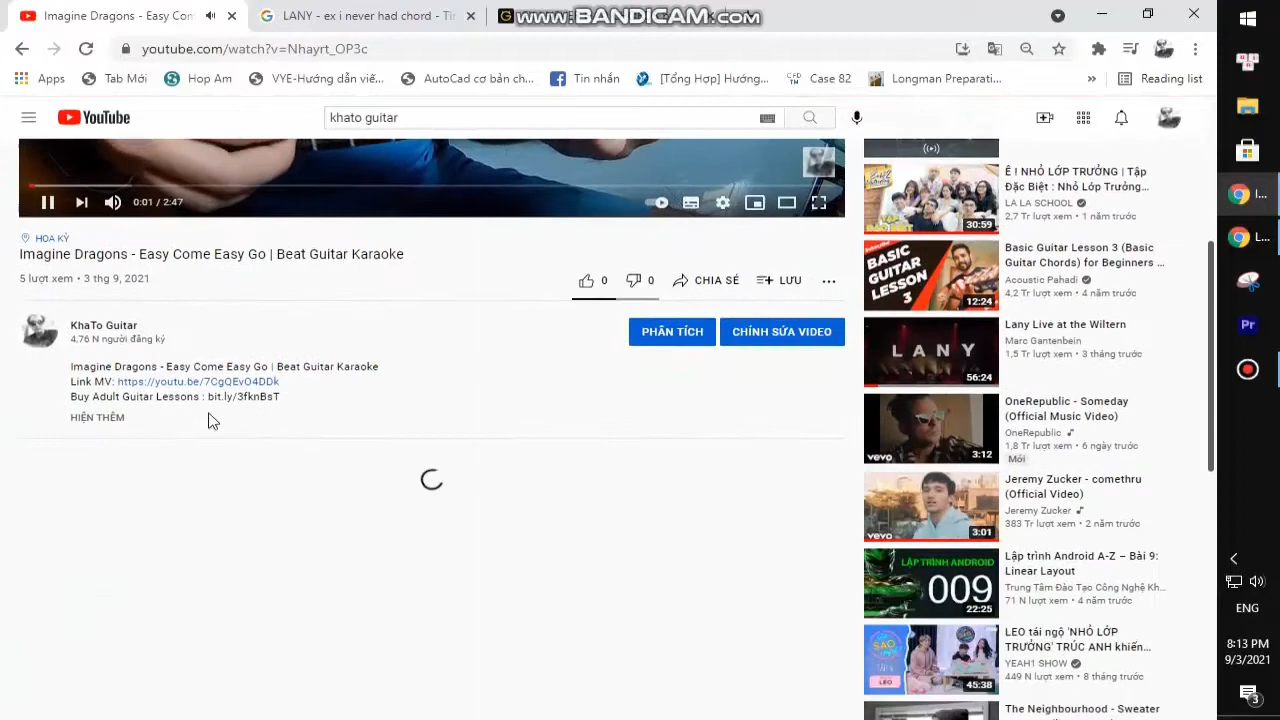 Imagine Dragons - Easy Com
LANY - ex i never had chord - Ti
www.BANDICAM.com
youtube.com/watch?v=Nhayrt_OP3c
Apps
Tab Mới
Hop Am
VYE-Hướng dẫn viế...
AutoCad cơ bản ch...
Tin nhắn
[Tổng Hợp] Hướng...
Case 82
Longman Preparati...
»
Reading list
YouTube
khato guitar
0:01 / 2:47
HOA KỲ
Imagine Dragons - Easy Come Easy Go | Beat Guitar Karaoke
5 lượt xem • 3 thg 9, 2021
0
0
CHIA SẺ
LƯU
KhaTo Guitar
4,76 N người đăng ký
PHÂN TÍCH
CHỈNH SỬA VIDEO
Imagine Dragons - Easy Come Easy Go | Beat Guitar Karaoke
Link MV: https://youtu.be/7CgQEvO4DDk
Buy Adult Guitar Lessons : bit.ly/3fknBsT
HIỆN THÊM
Ê ! NHỎ LỚP TRƯỞNG | Tập
Đặc Biệt : Nhỏ Lớp Trưởng...
LA LA SCHOOL
2,7 Tr lượt xem • 1 năm trước
30:59
BASIC
GUITAR
LESSON
3
12:24
Basic Guitar Lesson 3 (Basic
Guitar Chords) for Beginners ...
Acoustic Pahadi
4,2 Tr lượt xem • 4 năm trước
LANY
56:24
Lany Live at the Wiltern
Marc Gantenbein
1,5 Tr lượt xem • 3 tháng trước
vevo
3:12
OneRepublic - Someday
(Official Music Video)
OneRepublic
1,8 Tr lượt xem • 6 ngày trước
Mới
vevo
3:01
Jeremy Zucker - comethru
(Official Video)
Jeremy Zucker
383 Tr lượt xem • 2 năm trước
LẬP TRÌNH ANDROID
009
22:25
Lập trình Android A-Z – Bài 9:
Linear Layout
Trung Tâm Đào Tạo Công Nghệ Kh...
71 N lượt xem • 4 năm trước
SAO
LEO
45:38
LEO tái ngộ 'NHỎ LỚP
TRƯỞNG' TRÚC ANH khiến...
YEAH1 SHOW
449 N lượt xem • 8 tháng trước
The Neighbourhood - Sweater
I...
L...
Pr
ENG
8:13 PM
9/3/2021
3